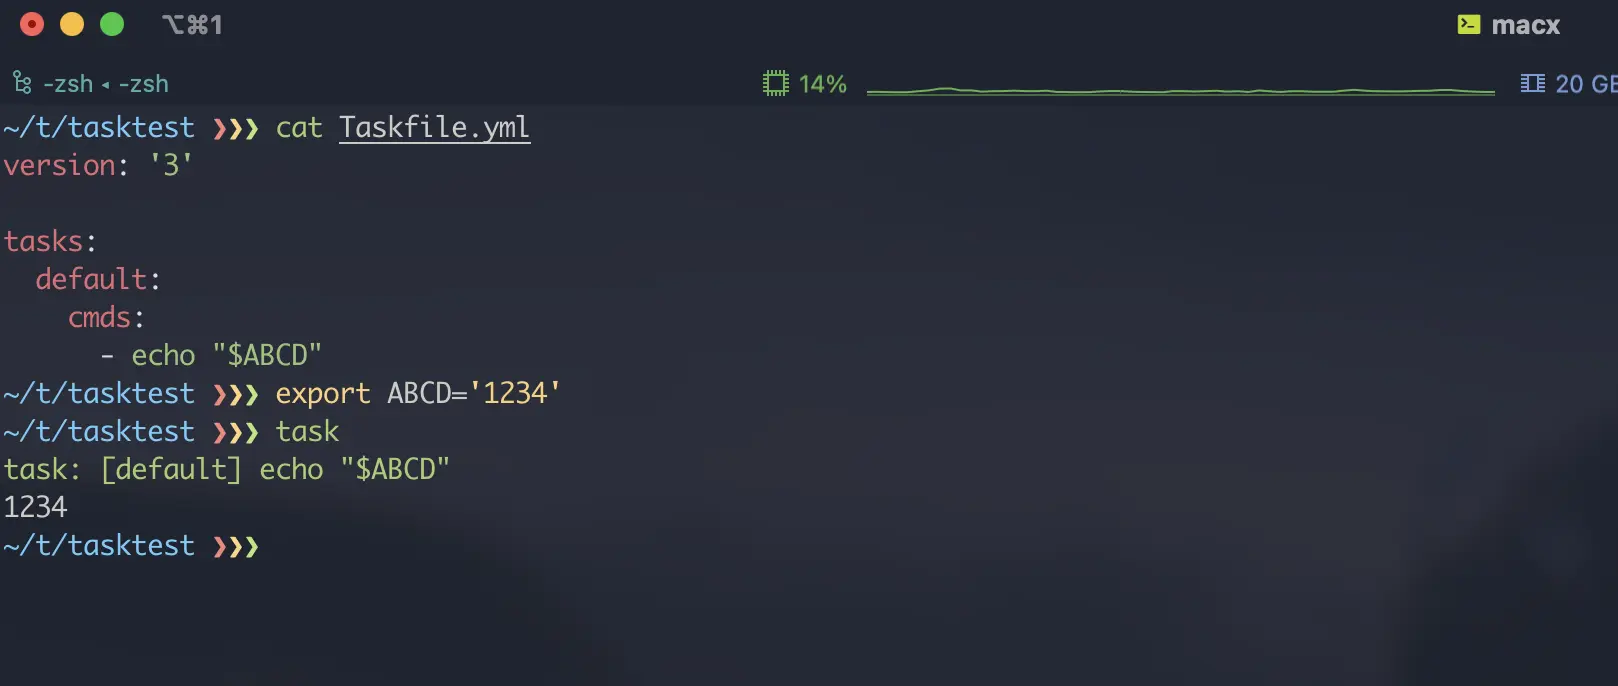 ⌥⌘1
macx
-zsh ◂ -zsh
14%
20 GB
~/t/tasktest ❯❯❯ cat Taskfile.yml
version: '3'
tasks:
  default:
    cmds:
      - echo "$ABCD"
~/t/tasktest ❯❯❯ export ABCD='1234'
~/t/tasktest ❯❯❯ task
task: [default] echo "$ABCD"
1234
~/t/tasktest ❯❯❯